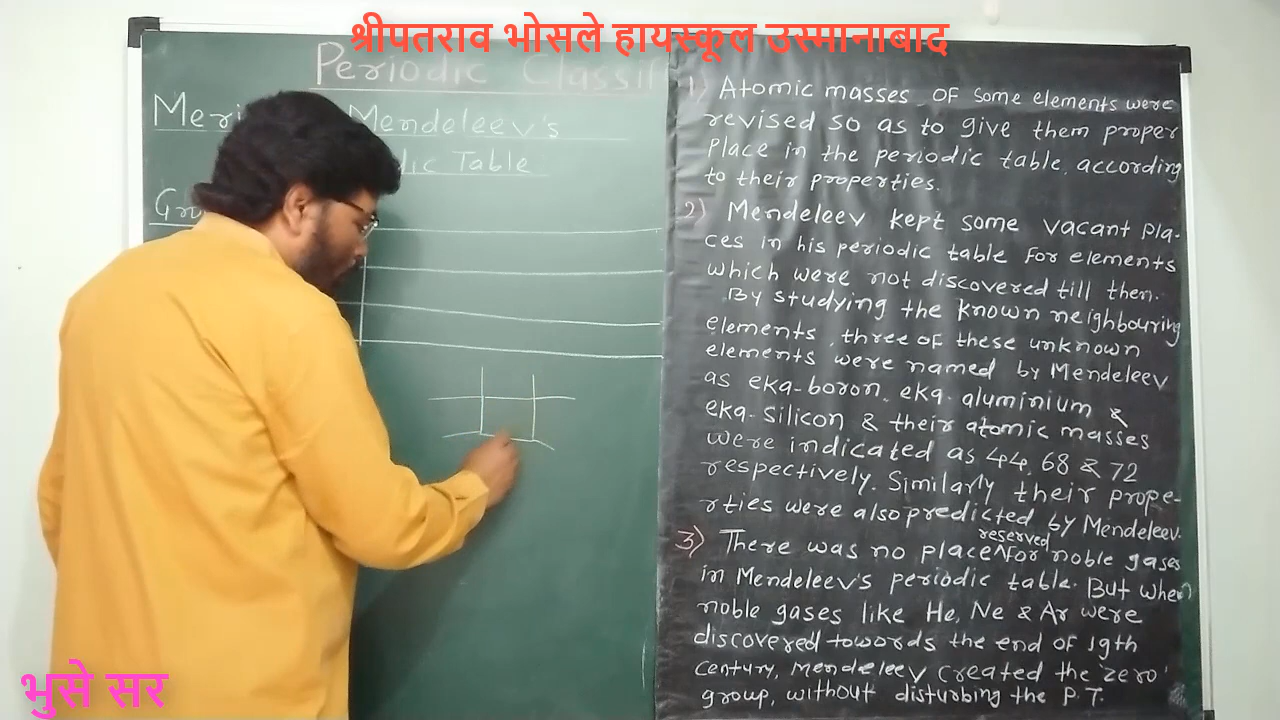 श्रीपतराव भोसले हायस्कूल उस्मानाबाद
Periodic Classif
Meri Mendeleev's
dic Table
Gro
1) Atomic masses of some elements were
revised so as to give them proper
Place in the periodic table, according
to their properties.
2) Mendeleev kept some vacant pla-
ces in his periodic table for elements
which were not discovered till then.
By studying the known neighbouring
elements, three of these unknown
elements were named by Mendeleev
as eka-boron, eka-aluminium &
eka-silicon & their atomic masses
were indicated as 44, 68 & 72
respectively. Similarly their prope-
rties were also predicted by Mendeleev.
3) There was no place ^reserved for noble gases
in Mendeleev's periodic table. But when
noble gases like He, Ne & Ar were
discovered towords the end of 19th
century, Mendeleev created the 'zero'
group, without disturbing the P.T.
भुसे सर